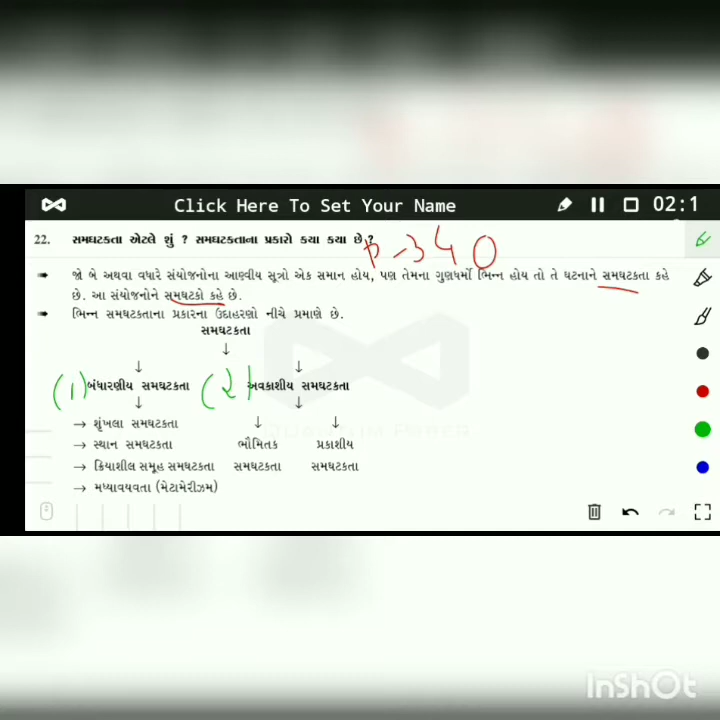 Click Here To Set Your Name
02:1
22. સમઘટકતા એટલે શું ? સમઘટકતાના પ્રકારો કયા કયા છે ?
P-340
➡ જો બે અથવા વધારે સંયોજનોના આણ્વીય સૂત્રો એક સમાન હોય, પણ તેમના ગુણધર્મો ભિન્ન હોય તો તે ઘટનાને સમઘટકતા કહે
છે. આ સંયોજનોને સમઘટકો કહે છે.
➡ ભિન્ન સમઘટકતાના પ્રકારના ઉદાહરણો નીચે પ્રમાણે છે.
સમઘટકતા
↓
↓ ↓
(1) બંધારણીય સમઘટકતા (2) અવકાશીય સમઘટકતા
↓ ↓
→ શૃંખલા સમઘટકતા ↓ ↓
→ સ્થાન સમઘટકતા ભૌમિતક પ્રકાશીય
→ ક્રિયાશીલ સમૂહ સમઘટકતા સમઘટકતા સમઘટકતા
→ મધ્યાવયવતા (મેટામેરીઝમ)
InShOt